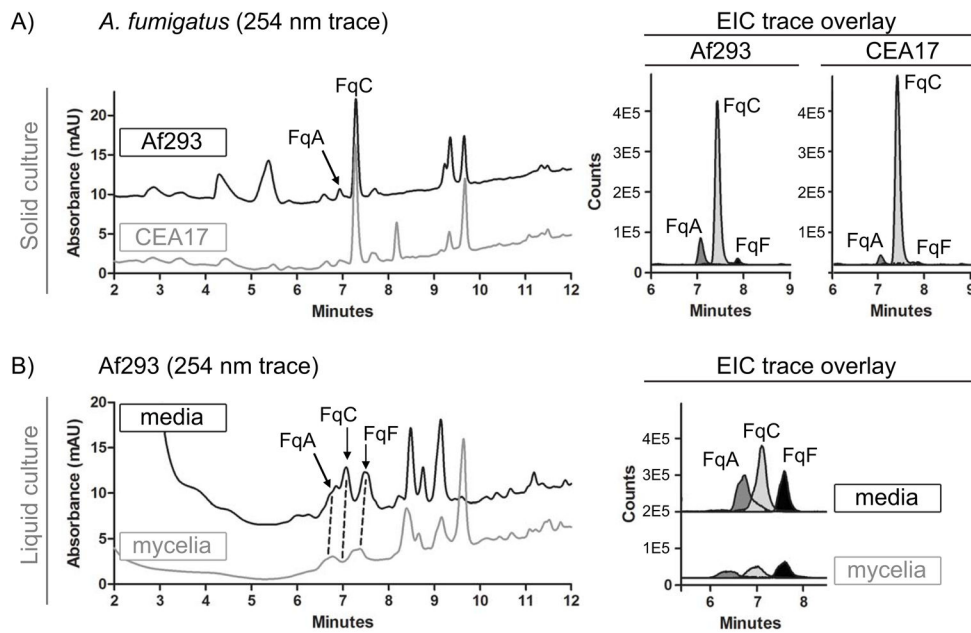 A) A. fumigatus (254 nm trace)
EIC trace overlay
Af293 CEA17
Solid culture
Absorbance (mAU)
20
15
10
5
0
Af293
CEA17
FqA
FqC
2 3 4 5 6 7 8 9 10 11 12
Minutes
Counts
4E5
3E5
2E5
1E5
FqC
FqA
FqF
6 7 8 9
Minutes
4E5
3E5
2E5
1E5
FqC
FqA
FqF
6 7 8 9
Minutes
B) Af293 (254 nm trace)
EIC trace overlay
Liquid culture
Absorbance (mAU)
20
15
10
5
0
media
mycelia
FqA
FqC
FqF
2 3 4 5 6 7 8 9 10 11 12
Minutes
Counts
4E5
3E5
2E5
1E5
FqA
FqC
FqF
media
mycelia
6 7 8
Minutes